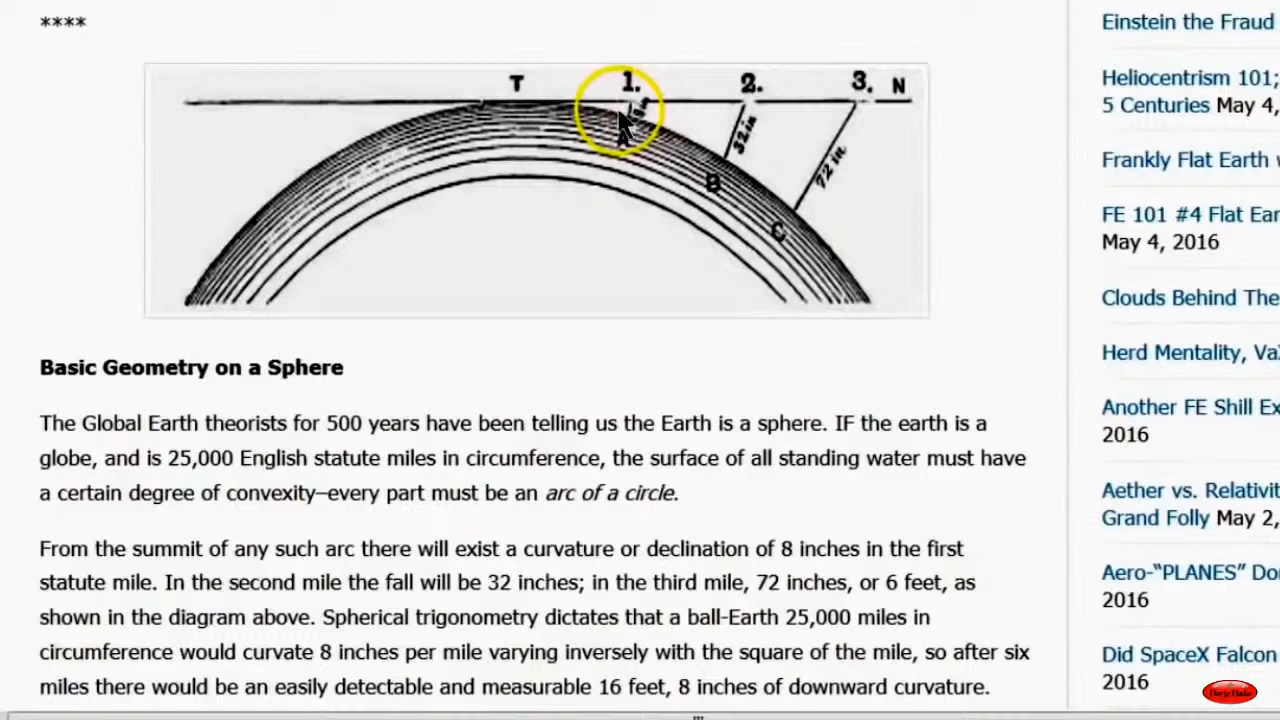 ****
T 1. 2. 3. N
32 in
72 in
A
B
C
Basic Geometry on a Sphere
The Global Earth theorists for 500 years have been telling us the Earth is a sphere. IF the earth is a
globe, and is 25,000 English statute miles in circumference, the surface of all standing water must have
a certain degree of convexity–every part must be an arc of a circle.
From the summit of any such arc there will exist a curvature or declination of 8 inches in the first
statute mile. In the second mile the fall will be 32 inches; in the third mile, 72 inches, or 6 feet, as
shown in the diagram above. Spherical trigonometry dictates that a ball-Earth 25,000 miles in
circumference would curvate 8 inches per mile varying inversely with the square of the mile, so after six
miles there would be an easily detectable and measurable 16 feet, 8 inches of downward curvature.
Einstein the Fraud
Heliocentrism 101;
5 Centuries May 4,
Frankly Flat Earth
FE 101 #4 Flat Ear
May 4, 2016
Clouds Behind The
Herd Mentality, Va
Another FE Shill Ex
2016
Aether vs. Relativit
Grand Folly May 2,
Aero-“PLANES” Do
2016
Did SpaceX Falcon
2016